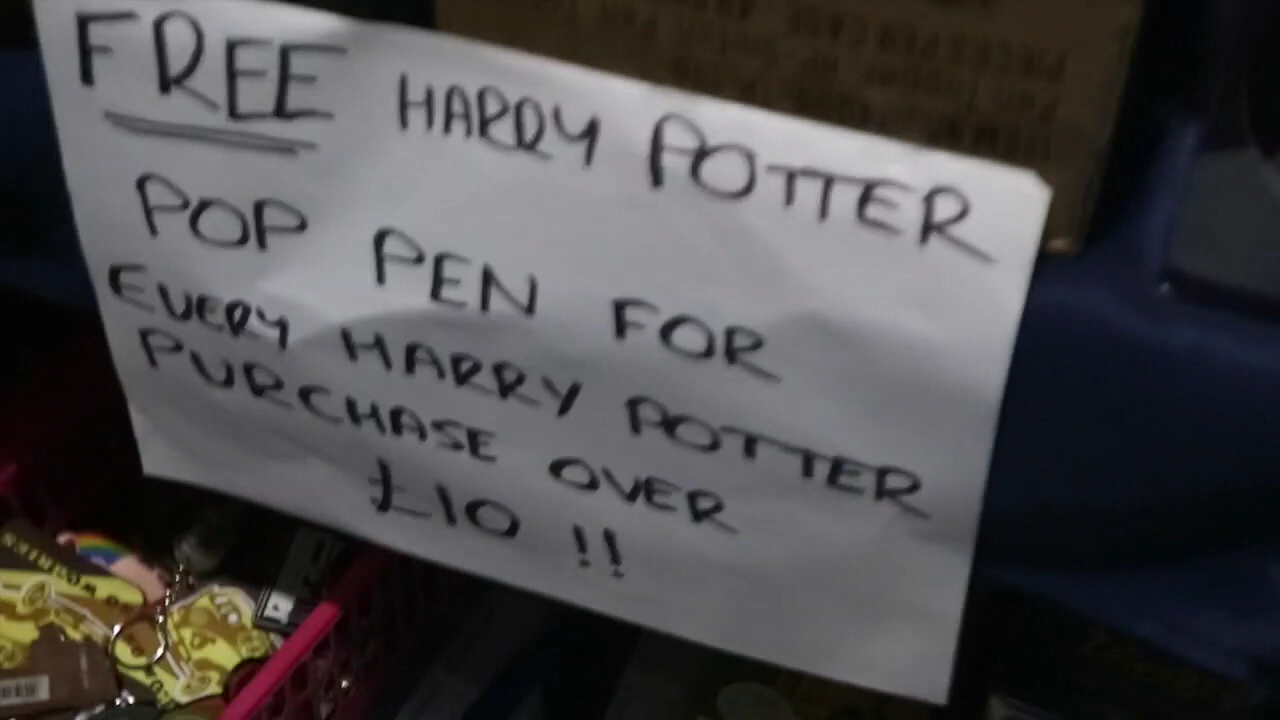 FREE HARRY POTTER
POP PEN FOR
EVERY HARRY POTTER
PURCHASE OVER
£10 !!